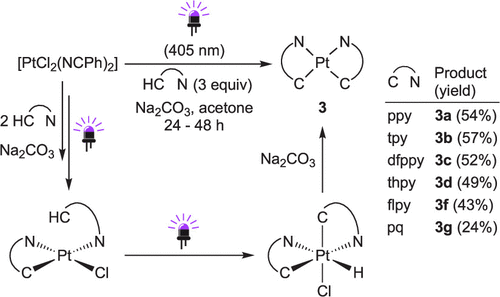 [PtCl2(NCPh)2]
(405 nm)
HC N (3 equiv)
Na2CO3, acetone
24 - 48 h
N N
Pt
C C
3
2 HC N
Na2CO3
HC
N N
Pt
C Cl
Na2CO3
C
N N
Pt
C H
Cl
C N Product
(yield)
ppy 3a (54%)
tpy 3b (57%)
dfppy 3c (52%)
thpy 3d (49%)
flpy 3f (43%)
pq 3g (24%)